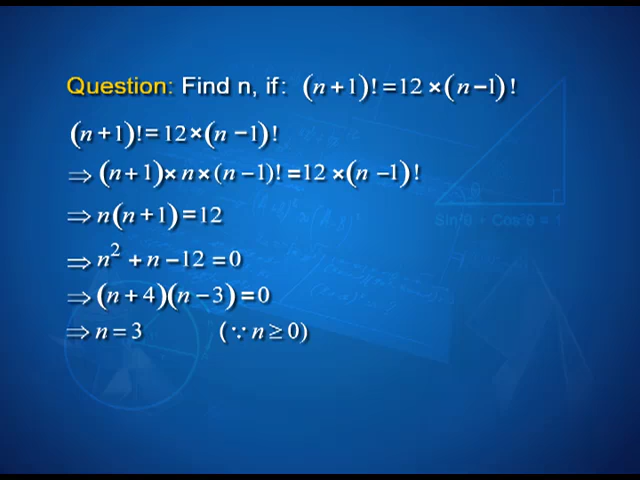 Question: Find n, if: (n+1)! = 12 × (n−1)!
(n+1)! = 12 × (n−1)!
⇒ (n+1) × n × (n−1)! = 12 × (n−1)!
⇒ n(n+1) = 12
⇒ n² + n − 12 = 0
⇒ (n+4)(n−3) = 0
⇒ n = 3 (∵ n ≥ 0)
θ